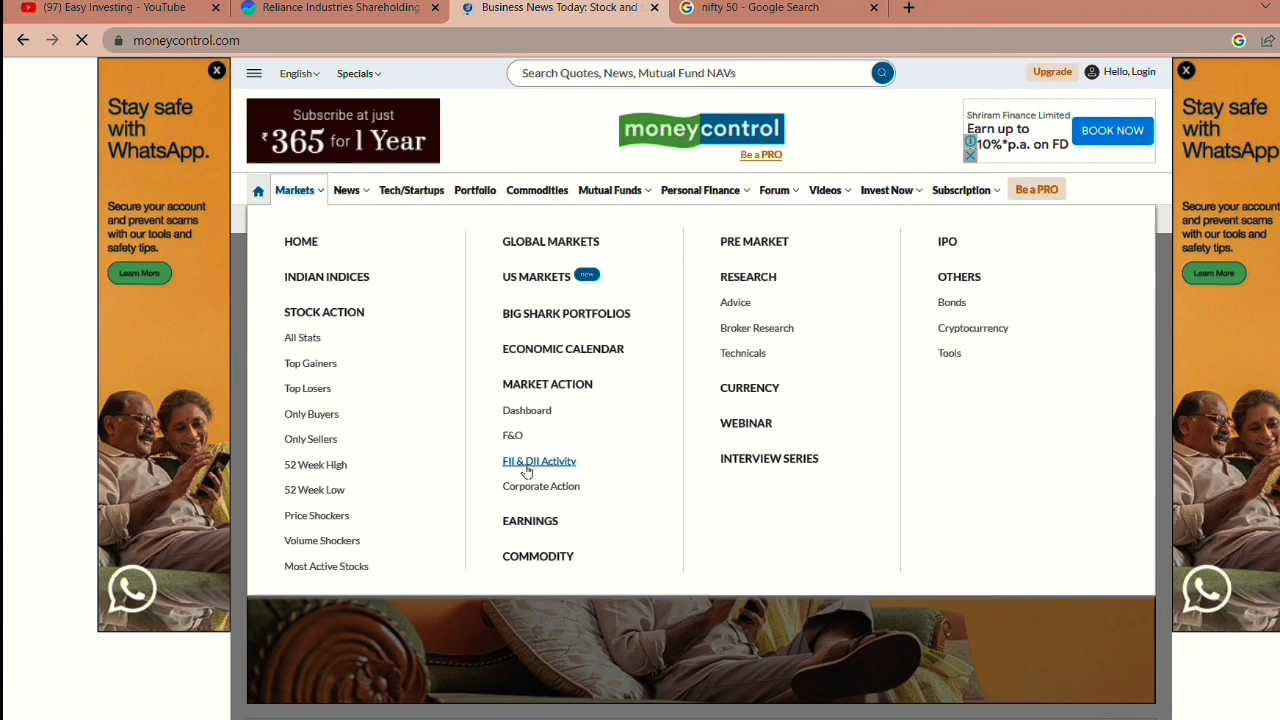 (97) Easy Investing - YouTube
Reliance Industries Shareholding
Business News Today: Stock and
nifty 50 - Google Search
moneycontrol.com
Stay safe
with
WhatsApp.
Secure your account
and prevent scams
with our tools and
safety tips.
Learn More
X
English
Specials
Search Quotes, News, Mutual Fund NAVs
Upgrade
Hello, Login
Subscribe at just
₹365 for 1 Year
moneycontrol
Be a PRO
Shriram Finance Limited
Earn up to
10%*p.a. on FD
BOOK NOW
Markets
News
Tech/Startups
Portfolio
Commodities
Mutual Funds
Personal Finance
Forum
Videos
Invest Now
Subscription
Be a PRO
HOME
INDIAN INDICES
STOCK ACTION
All Stats
Top Gainers
Top Losers
Only Buyers
Only Sellers
52 Week High
52 Week Low
Price Shockers
Volume Shockers
Most Active Stocks
GLOBAL MARKETS
US MARKETS new
BIG SHARK PORTFOLIOS
ECONOMIC CALENDAR
MARKET ACTION
Dashboard
F&O
FII & DII Activity
Corporate Action
EARNINGS
COMMODITY
PRE MARKET
RESEARCH
Advice
Broker Research
Technicals
CURRENCY
WEBINAR
INTERVIEW SERIES
IPO
OTHERS
Bonds
Cryptocurrency
Tools
X
Stay safe
with
WhatsApp
Secure your account
and prevent scams
with our tools and
safety tips.
Learn More